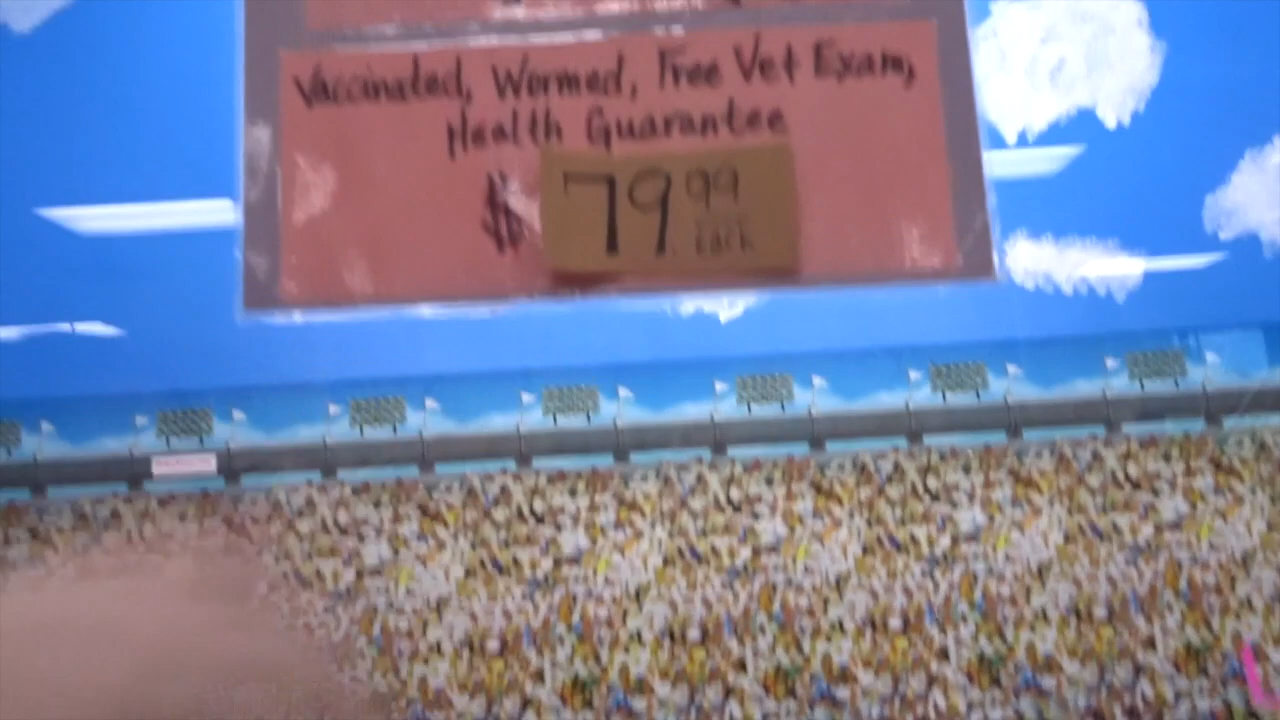 Vaccinated, Wormed, Free Vet Exam,
Health Guarantee
$ 79.99
Each